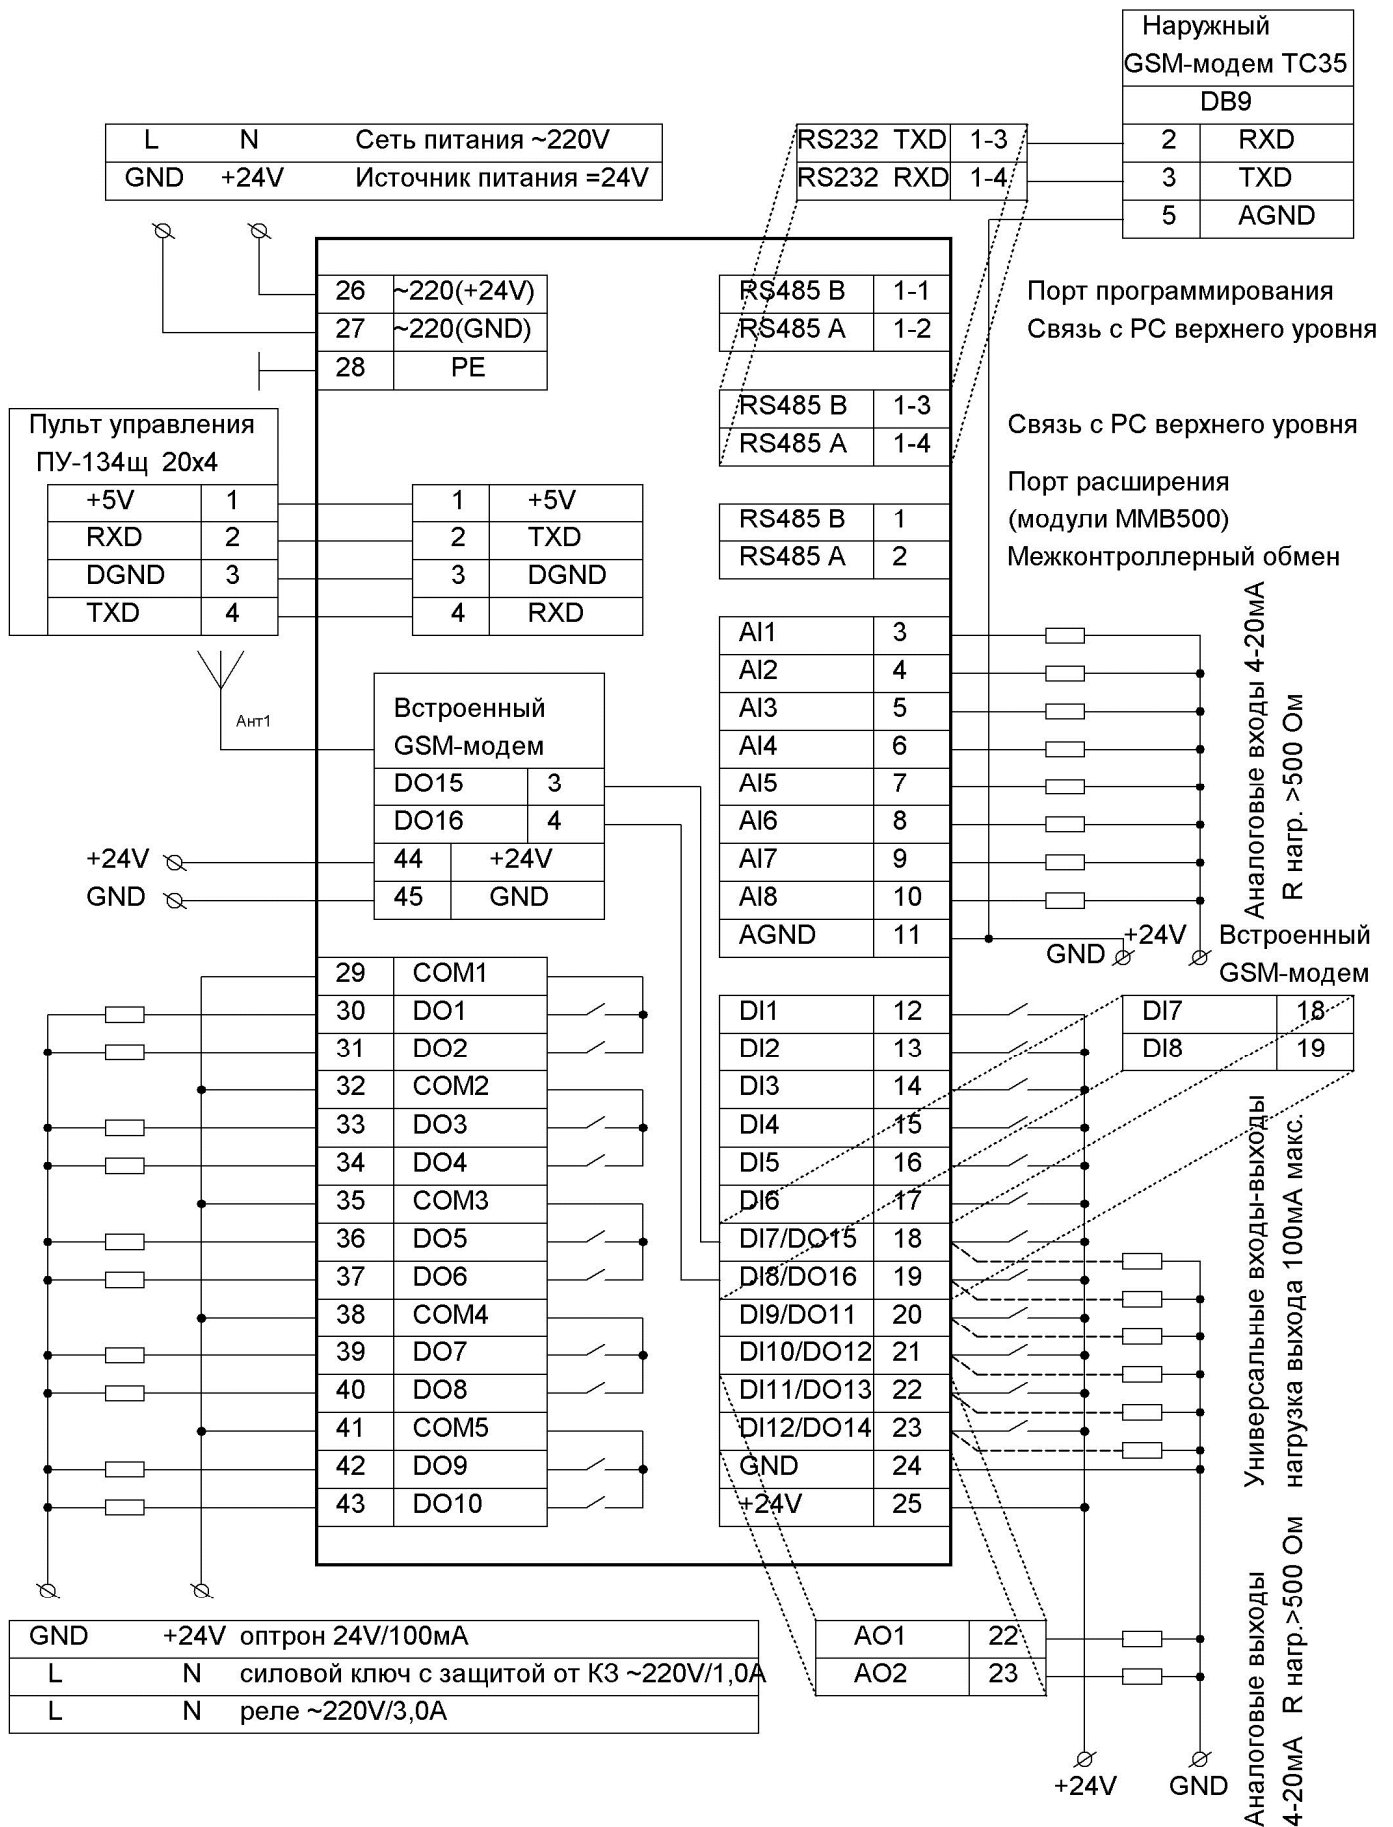 Наружный
GSM-модем TC35
DB9
2 RXD
3 TXD
5 AGND
L N Сеть питания ~220V
GND +24V Источник питания =24V
RS232 TXD 1-3
RS232 RXD 1-4
26 ~220(+24V)
27 ~220(GND)
28 PE
RS485 B 1-1
RS485 A 1-2
Порт программирования
Связь с PC верхнего уровня
RS485 B 1-3
RS485 A 1-4
Связь с PC верхнего уровня
Порт расширения
(модули MMB500)
Межконтроллерный обмен
RS485 B 1
RS485 A 2
Пульт управления
ПУ-134щ 20x4
+5V 1
RXD 2
DGND 3
TXD 4
1 +5V
2 TXD
3 DGND
4 RXD
Ант1
Встроенный
GSM-модем
DO15 3
DO16 4
44 +24V
45 GND
+24V
GND
AI1 3
AI2 4
AI3 5
AI4 6
AI5 7
AI6 8
AI7 9
AI8 10
AGND 11
Аналоговые входы 4-20мА
R нагр. >500 Ом
GND
+24V
Встроенный
GSM-модем
DI7 18
DI8 19
29 COM1
30 DO1
31 DO2
32 COM2
33 DO3
34 DO4
35 COM3
36 DO5
37 DO6
38 COM4
39 DO7
40 DO8
41 COM5
42 DO9
43 DO10
DI1 12
DI2 13
DI3 14
DI4 15
DI5 16
DI6 17
DI7/DO15 18
DI8/DO16 19
DI9/DO11 20
DI10/DO12 21
DI11/DO13 22
DI12/DO14 23
GND 24
+24V 25
Универсальные входы-выходы
нагрузка выхода 100мА макс.
GND +24V оптрон 24V/100мА
L N силовой ключ с защитой от КЗ ~220V/1,0А
L N реле ~220V/3,0А
AO1 22
AO2 23
Аналоговые выходы
4-20мА R нагр.>500 Ом
+24V
GND